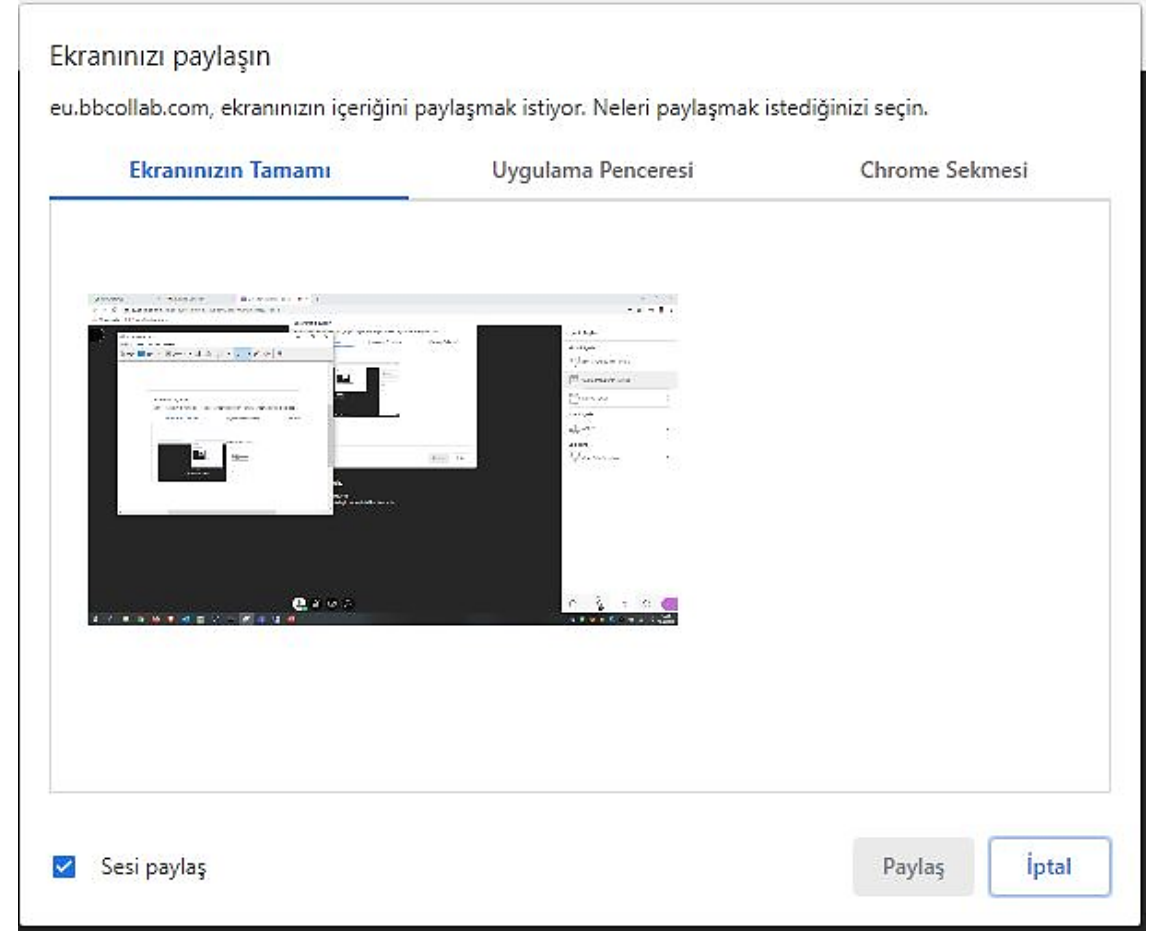 Ekranınızı paylaşın
eu.bbcollab.com, ekranınızın içeriğini paylaşmak istiyor. Neleri paylaşmak istediğinizi seçin.
Ekranınızın Tamamı Uygulama Penceresi Chrome Sekmesi
Sesi paylaş Paylaş İptal